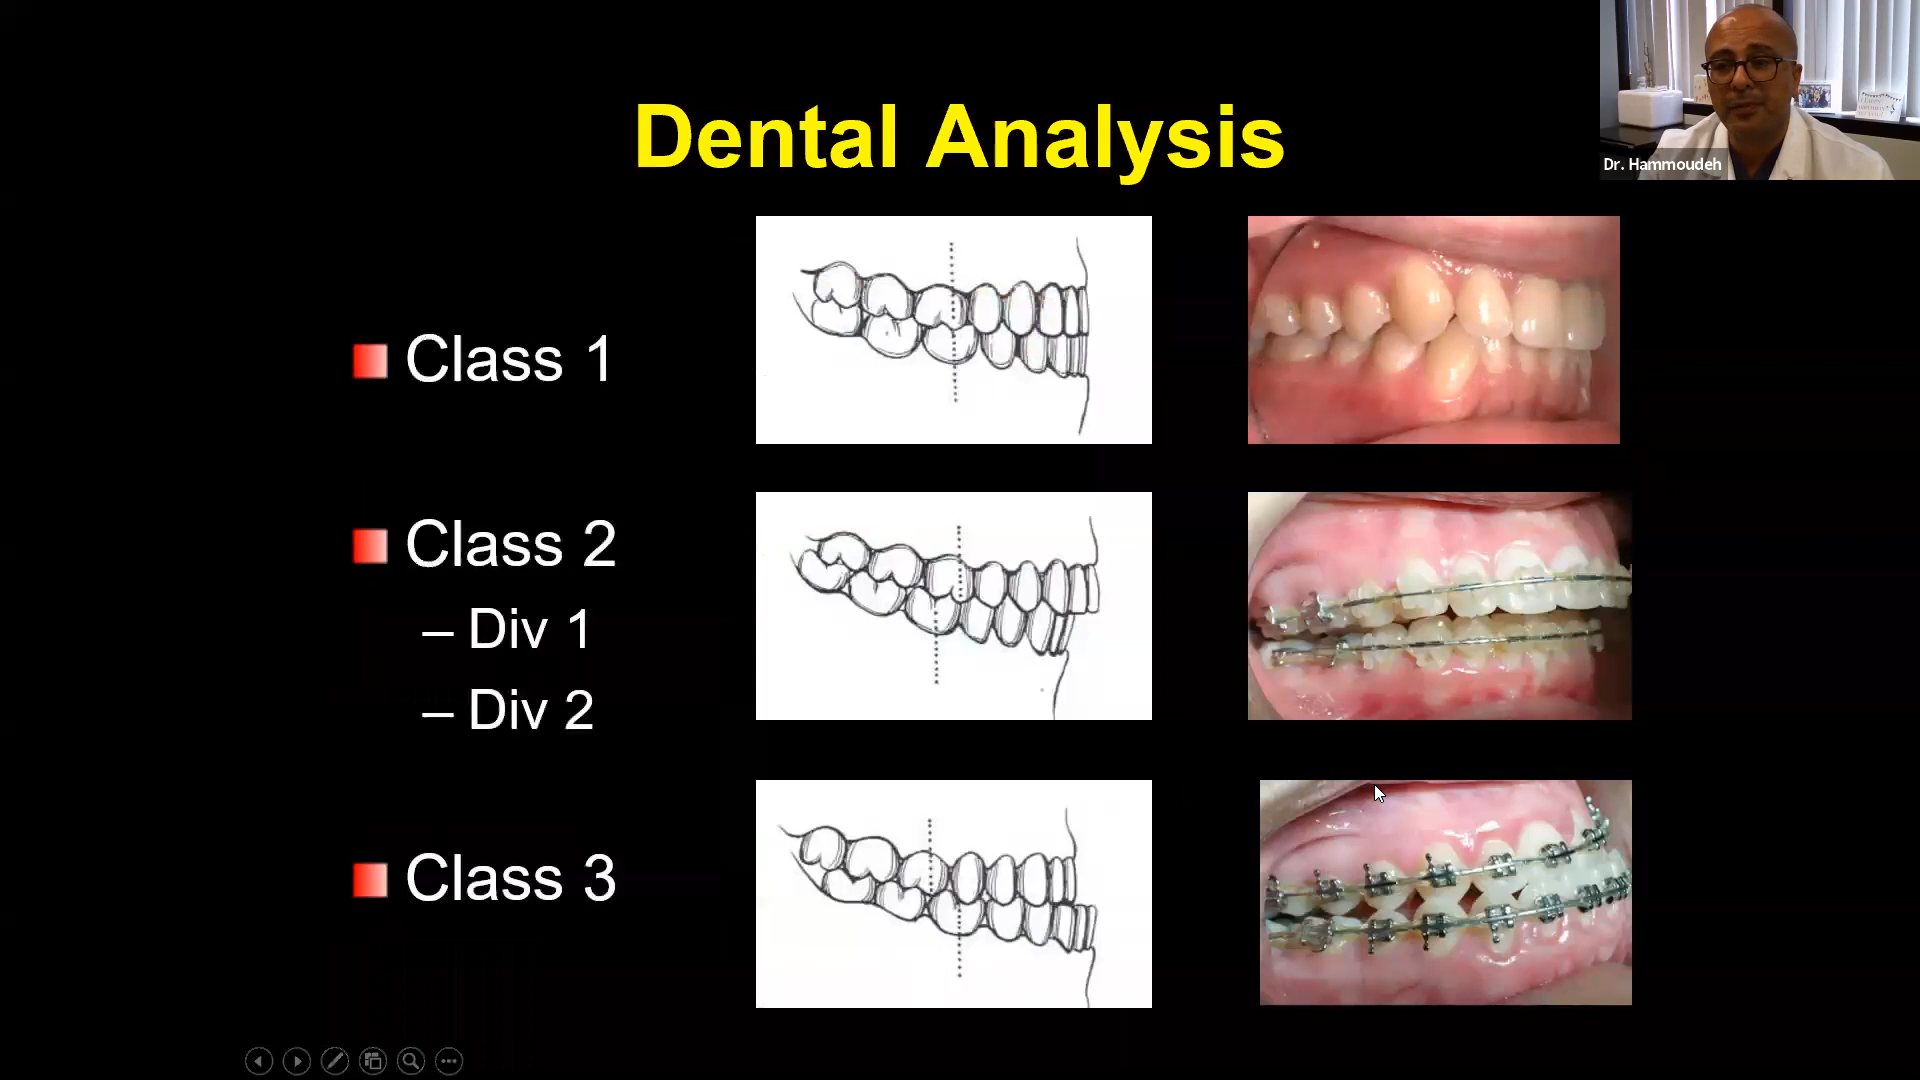 Dental Analysis
Dr. Hammoudeh
Class 1
Class 2
– Div 1
– Div 2
Class 3